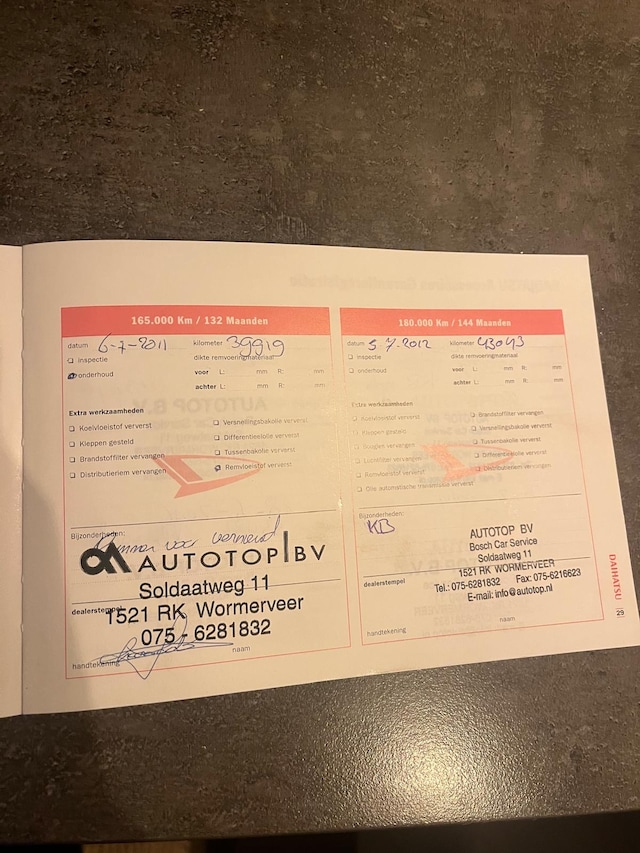 165.000 Km / 132 Maanden
datum 6-7-2011 kilometer 39919
inspectie dikte remvoeringmateriaal
onderhoud voor L: mm R: mm
achter L: mm R: mm
Extra werkzaamheden
Koelvloeistof ververst Versnellingsbakolie ververst
Kleppen gesteld Differentieelolie ververst
Brandstoffilter vervangen Tussenbakolie ververst
Distributieriem vervangen Remvloeistof ververst
Bijzonderheden:
voor vernieuwd
AUTOTOP BV
Soldaatweg 11
dealerstempel
1521 RK Wormerveer
075 - 6281832
handtekening naam
180.000 Km / 144 Maanden
datum 5-7-2012 kilometer 43043
inspectie dikte remvoeringmateriaal
onderhoud voor L: mm R: mm
achter L: mm R: mm
Extra werkzaamheden
Koelvloeistof ververst Brandstoffilter vervangen
Kleppen gesteld Versnellingsbakolie ververst
Bougies vervangen Tussenbakolie ververst
Luchtfilter vervangen Differentieelolie ververst
Remvloeistof ververst Distributieriem vervangen
Olie automatische transmissie ververst
Bijzonderheden:
KB
AUTOTOP BV
Bosch Car Service
Soldaatweg 11
1521 RK WORMERVEER
dealerstempel Tel.: 075-6281832 Fax: 075-6216623
E-mail: info@autotop.nl
handtekening naam
DAIHATSU
29